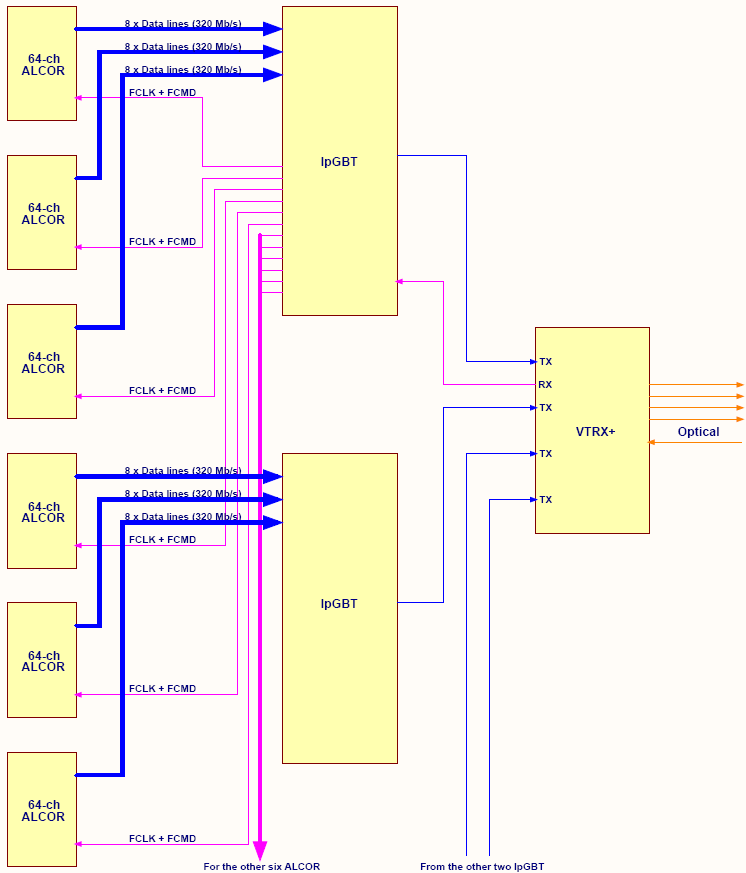 8 x Data lines (320 Mb/s)
8 x Data lines (320 Mb/s)
8 x Data lines (320 Mb/s)
64-ch
ALCOR
FCLK + FCMD
lpGBT
64-ch
ALCOR
FCLK + FCMD
64-ch
ALCOR
FCLK + FCMD
TX
RX
TX
VTRX+
Optical
TX
TX
8 x Data lines (320 Mb/s)
8 x Data lines (320 Mb/s)
8 x Data lines (320 Mb/s)
64-ch
ALCOR
FCLK + FCMD
lpGBT
64-ch
ALCOR
FCLK + FCMD
64-ch
ALCOR
FCLK + FCMD
For the other six ALCOR
From the other two lpGBT